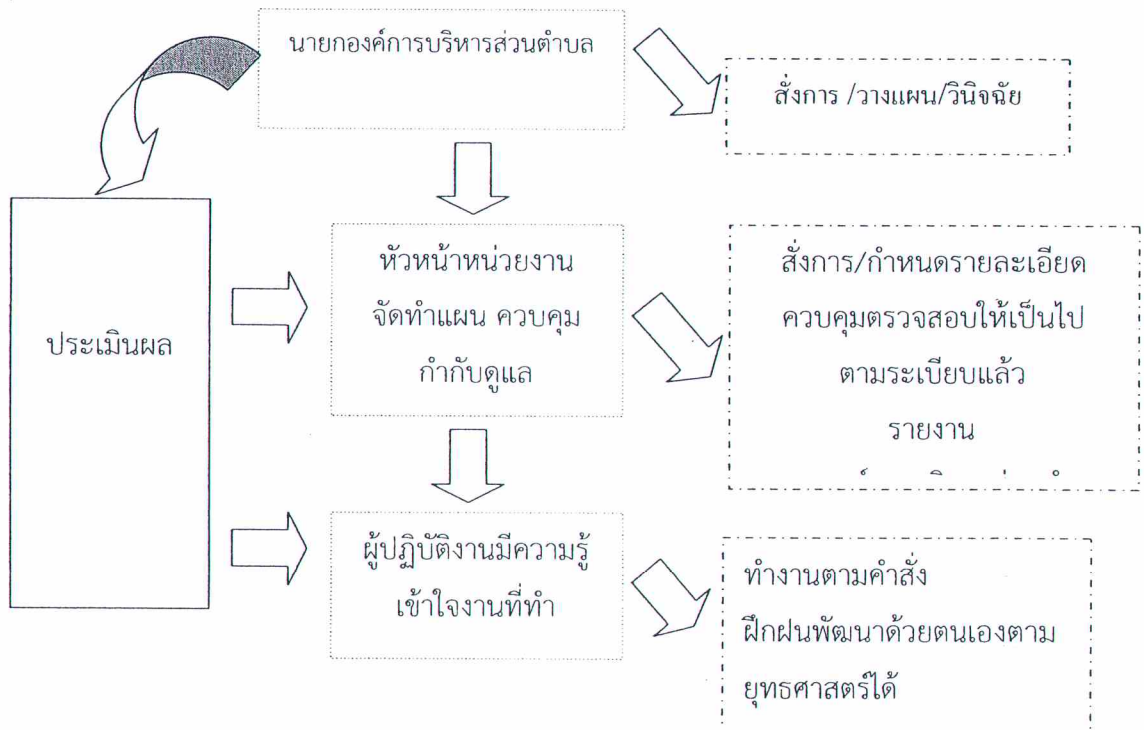 นายกองค์การบริหารส่วนตำบล
สั่งการ /วางแผน/วินิจฉัย
ประเมินผล
หัวหน้าหน่วยงาน
จัดทำแผน ควบคุม
กำกับดูแล
สั่งการ/กำหนดรายละเอียด
ควบคุมตรวจสอบให้เป็นไป
ตามระเบียบแล้ว
รายงาน
ผู้ปฏิบัติงานมีความรู้
เข้าใจงานที่ทำ
ทำงานตามคำสั่ง
ฝึกฝนพัฒนาด้วยตนเองตาม
ยุทธศาสตร์ได้